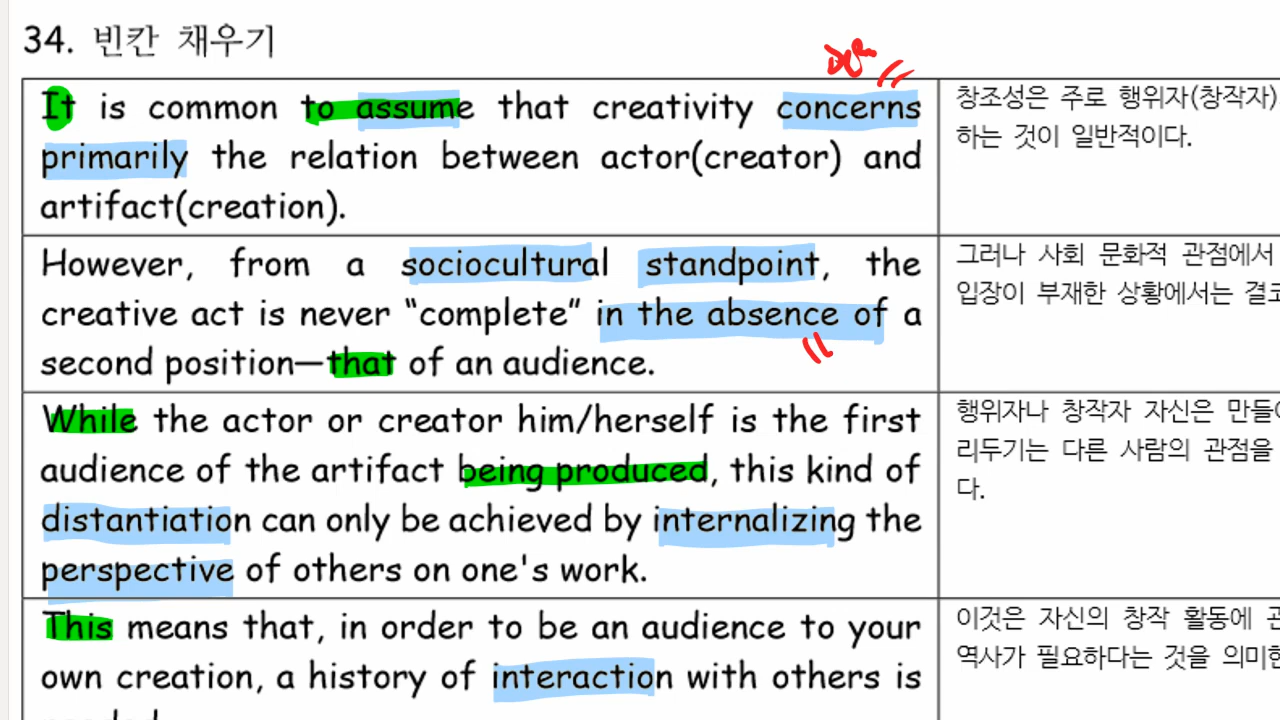 34. 빈칸 채우기
It is common to assume that creativity concerns
primarily the relation between actor(creator) and
artifact(creation).
창조성은 주로 행위자(창작자)
하는 것이 일반적이다.
However, from a sociocultural standpoint, the
creative act is never “complete” in the absence of a
second position—that of an audience.
그러나 사회 문화적 관점에서
입장이 부재한 상황에서는
While the actor or creator him/herself is the first
audience of the artifact being produced, this kind of
distantiation can only be achieved by internalizing the
perspective of others on one's work.
행위자나 창작자 자신은
리두기는 다른 사람의 관점을
다.
This means that, in order to be an audience to your
own creation, a history of interaction with others is
이것은 자신의 창작 활동에
역사가 필요하다는 것을